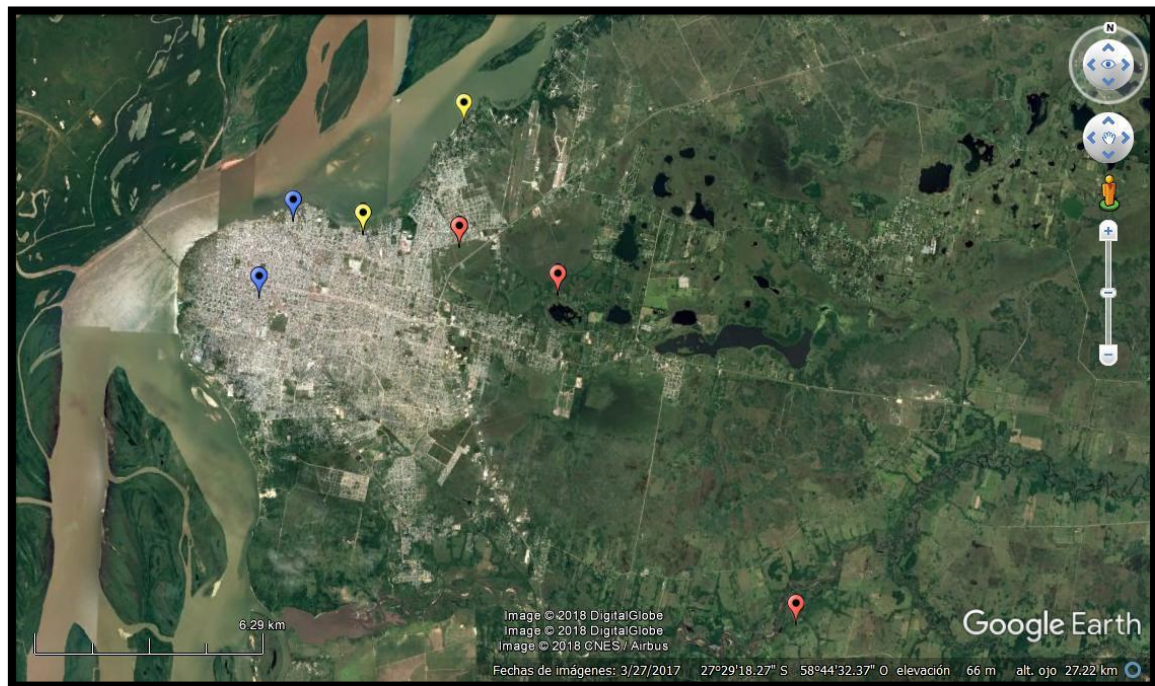 N
6.29 km
Image © 2018 DigitalGlobe
Image © 2018 DigitalGlobe
Image © 2018 CNES / Airbus
Google Earth
Fechas de imágenes: 3/27/2017 27°29'18.27" S 58°44'32.37" O elevación 66 m alt. ojo 27.22 km